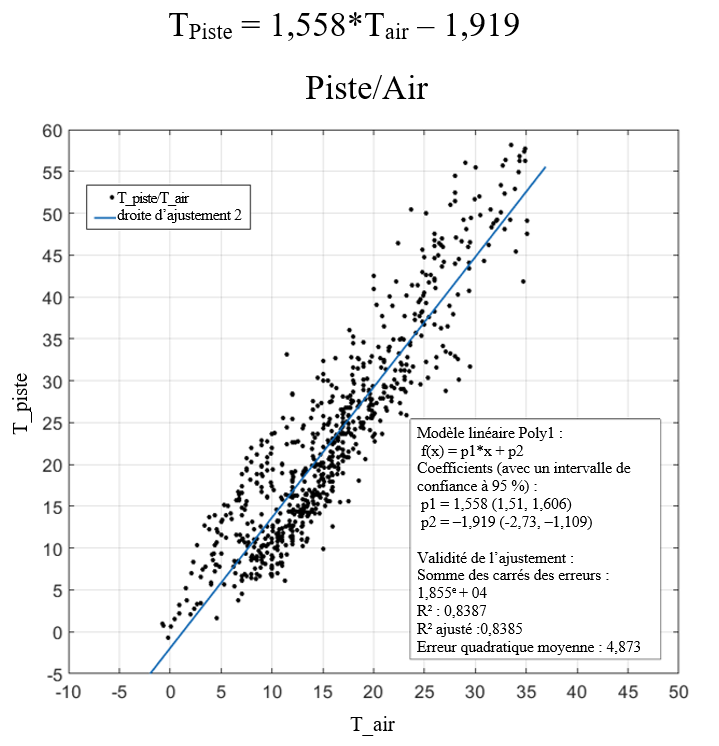 TPiste = 1,558*Tair – 1,919
Piste/Air
60
55
50
45
40
35
30
25
20
15
10
5
0
-5
T_piste
T_piste/T_air
droite d’ajustement 2
Modèle linéaire Poly1 :
f(x) = p1*x + p2
Coefficients (avec un intervalle de
confiance à 95 %) :
p1 = 1,558 (1,51, 1,606)
p2 = –1,919 (-2,73, –1,109)
Validité de l’ajustement :
Somme des carrés des erreurs :
1,855e + 04
R² : 0,8387
R² ajusté :0,8385
Erreur quadratique moyenne : 4,873
-10 -5 0 5 10 15 20 25 30 35 40 45 50
T_air